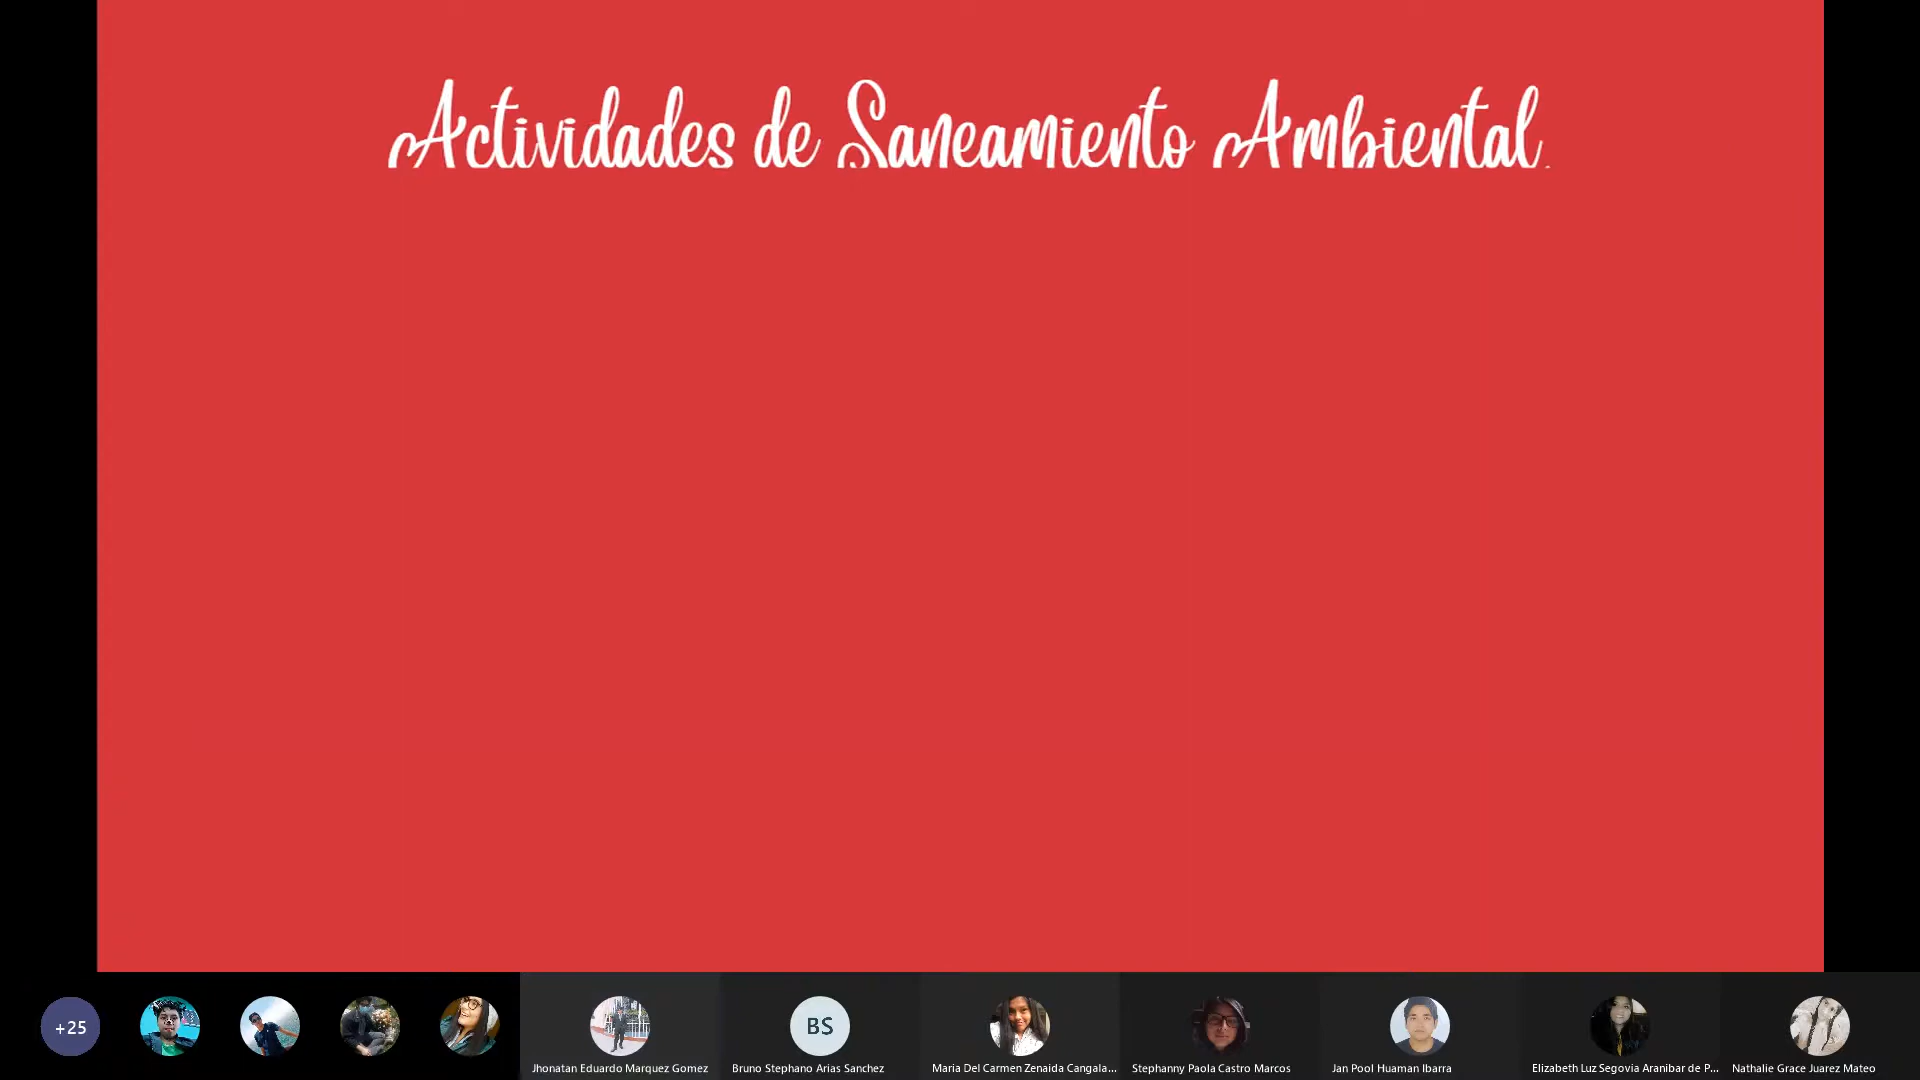 Actividades de Saneamiento Ambiental.
+25
BS
Jhonatan Eduardo Marquez Gomez
Bruno Stephano Arias Sanchez
Maria Del Carmen Zenaida Cangala...
Stephanny Paola Castro Marcos
Jan Pool Huaman Ibarra
Elizabeth Luz Segovia Aranibar de P...
Nathalie Grace Juarez Mateo